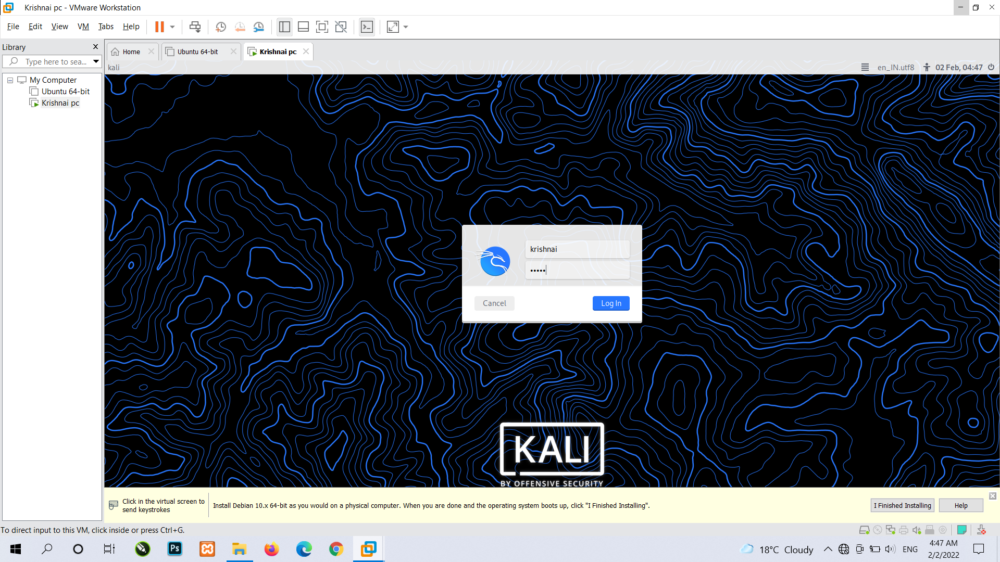 Krishnai pc - VMware Workstation
File Edit View VM Tabs Help
Library
Type here to sea...
My Computer
Ubuntu 64-bit
Krishnai pc
Home
Ubuntu 64-bit
Krishnai pc
kali
en_IN.utf8
02 Feb, 04:47
krishnai
•••••
Cancel
Log In
KALI
BY OFFENSIVE SECURITY
Click in the virtual screen to
send keystrokes
Install Debian 10.x 64-bit as you would on a physical computer. When you are done and the operating system boots up, click "I Finished Installing".
I Finished Installing
Help
To direct input to this VM, click inside or press Ctrl+G.
Ps
18°C Cloudy
ENG
4:47 AM
2/2/2022